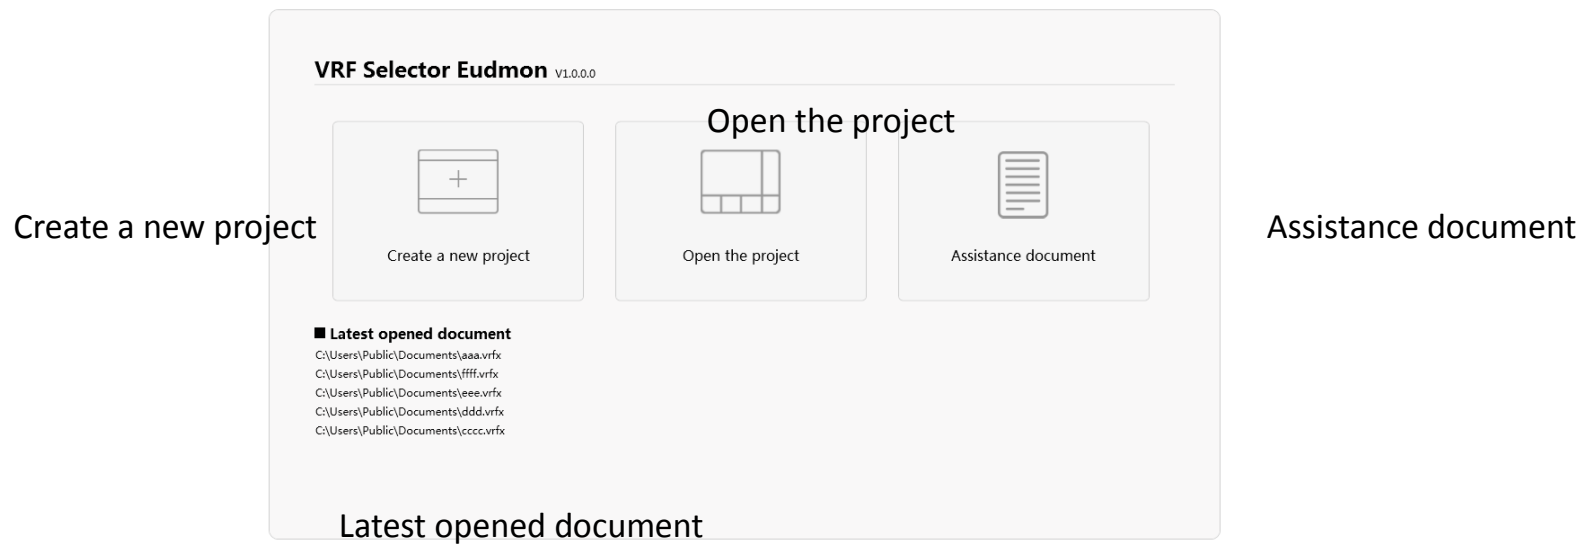 VRF Selector Eudmon V1.0.0.0
Open the project
Create a new project
Assistance document
Create a new project
Open the project
Assistance document
■ Latest opened document
C:\Users\Public\Documents\aaa.vrfx
C:\Users\Public\Documents\ffff.vrfx
C:\Users\Public\Documents\eee.vrfx
C:\Users\Public\Documents\ddd.vrfx
C:\Users\Public\Documents\cccc.vrfx
Latest opened document